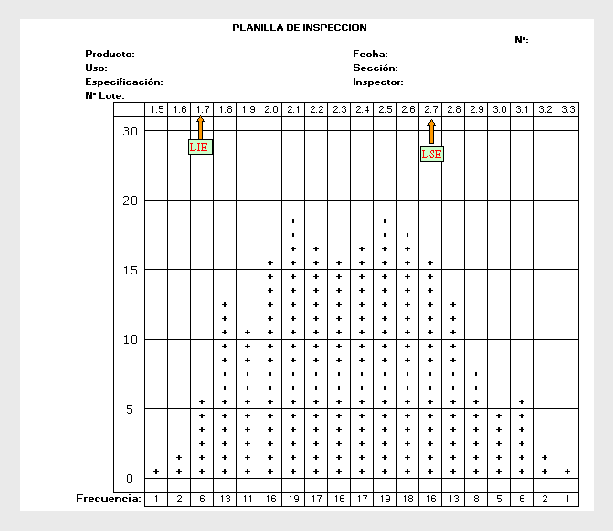 PLANILLA DE INSPECCION
Nº:
Producto: Fecha:
Uso: Sección:
Especificación: Inspector:
Nº Lote:
1.5 1.6 1.7 1.8 1.9 2.0 2.1 2.2 2.3 2.4 2.5 2.6 2.7 2.8 2.9 3.0 3.1 3.2 3.3
30
LIE LSE
20
15
10
5
0
Frecuencia: 1 2 6 13 11 16 19 17 16 17 19 18 16 13 8 5 6 2 1